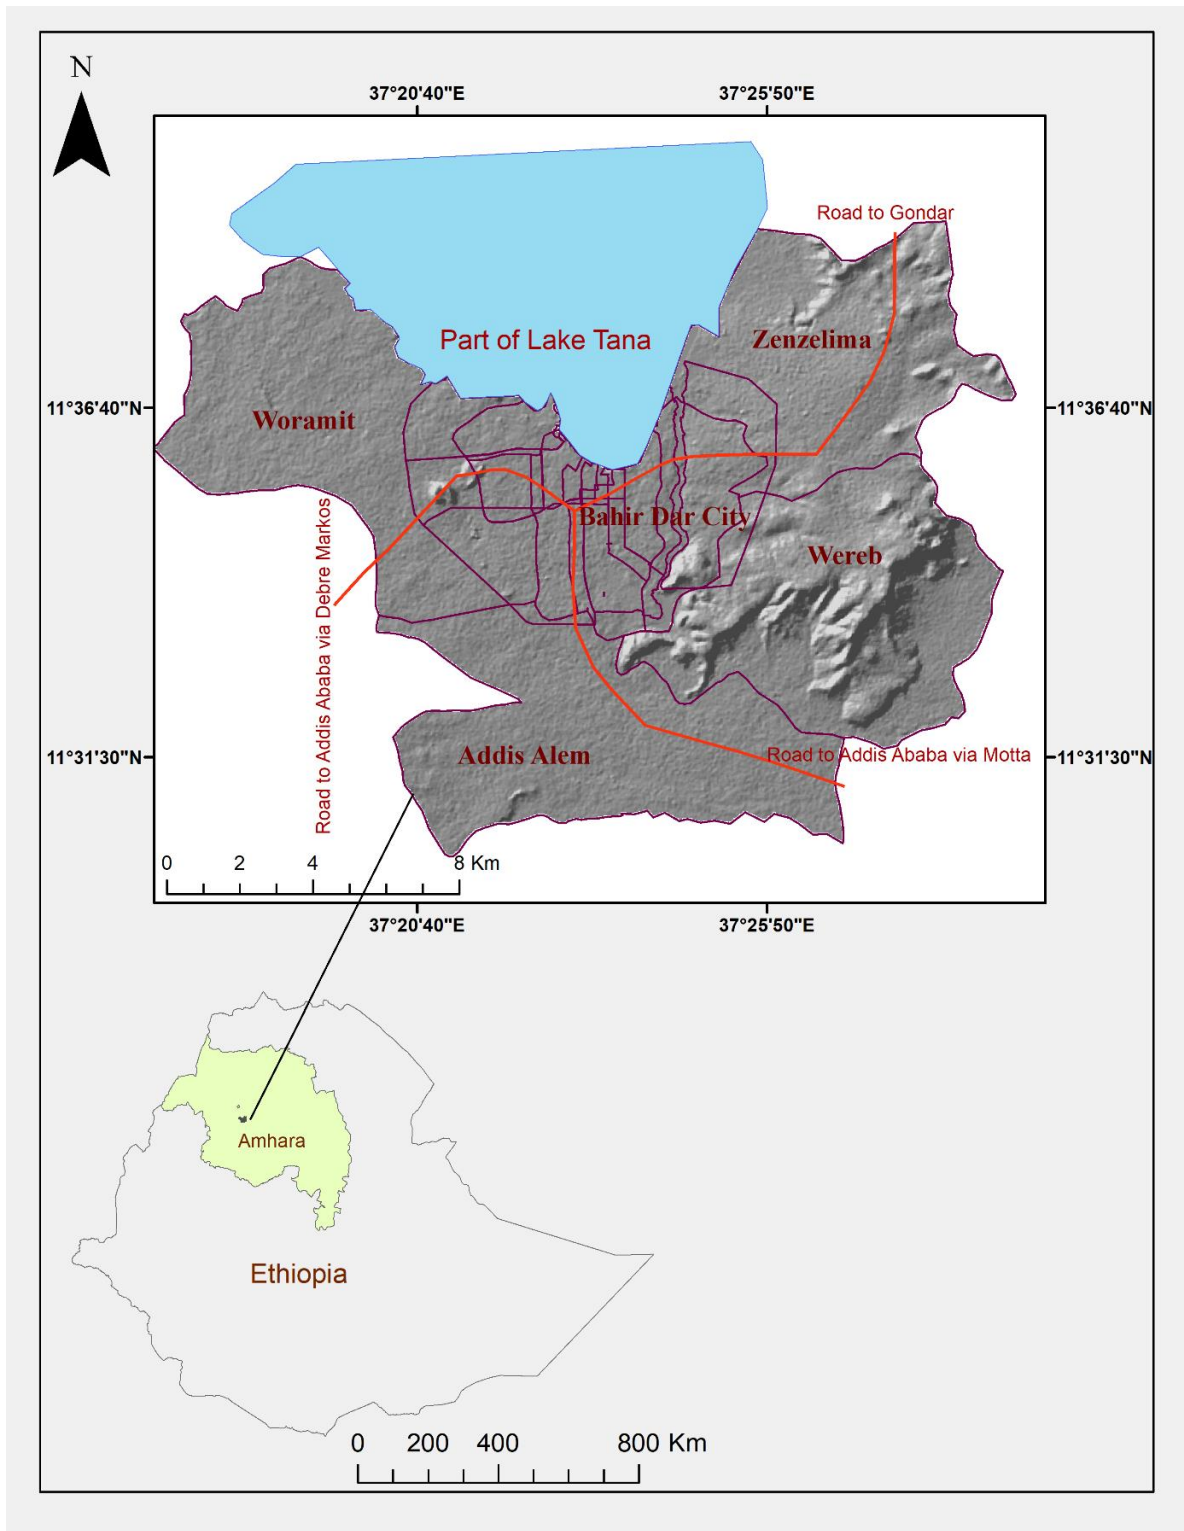 N
37°20'40"E
37°25'50"E
Road to Gondar
Part of Lake Tana
Zenzelima
11°36'40"N
11°36'40"N
Woramit
Bahir Dar City
Wereb
Road to Addis Ababa via Debre Markos
11°31'30"N
Addis Alem
Road to Addis Ababa via Motta
11°31'30"N
0 2 4 8 Km
37°20'40"E
37°25'50"E
Amhara
Ethiopia
0 200 400 800 Km